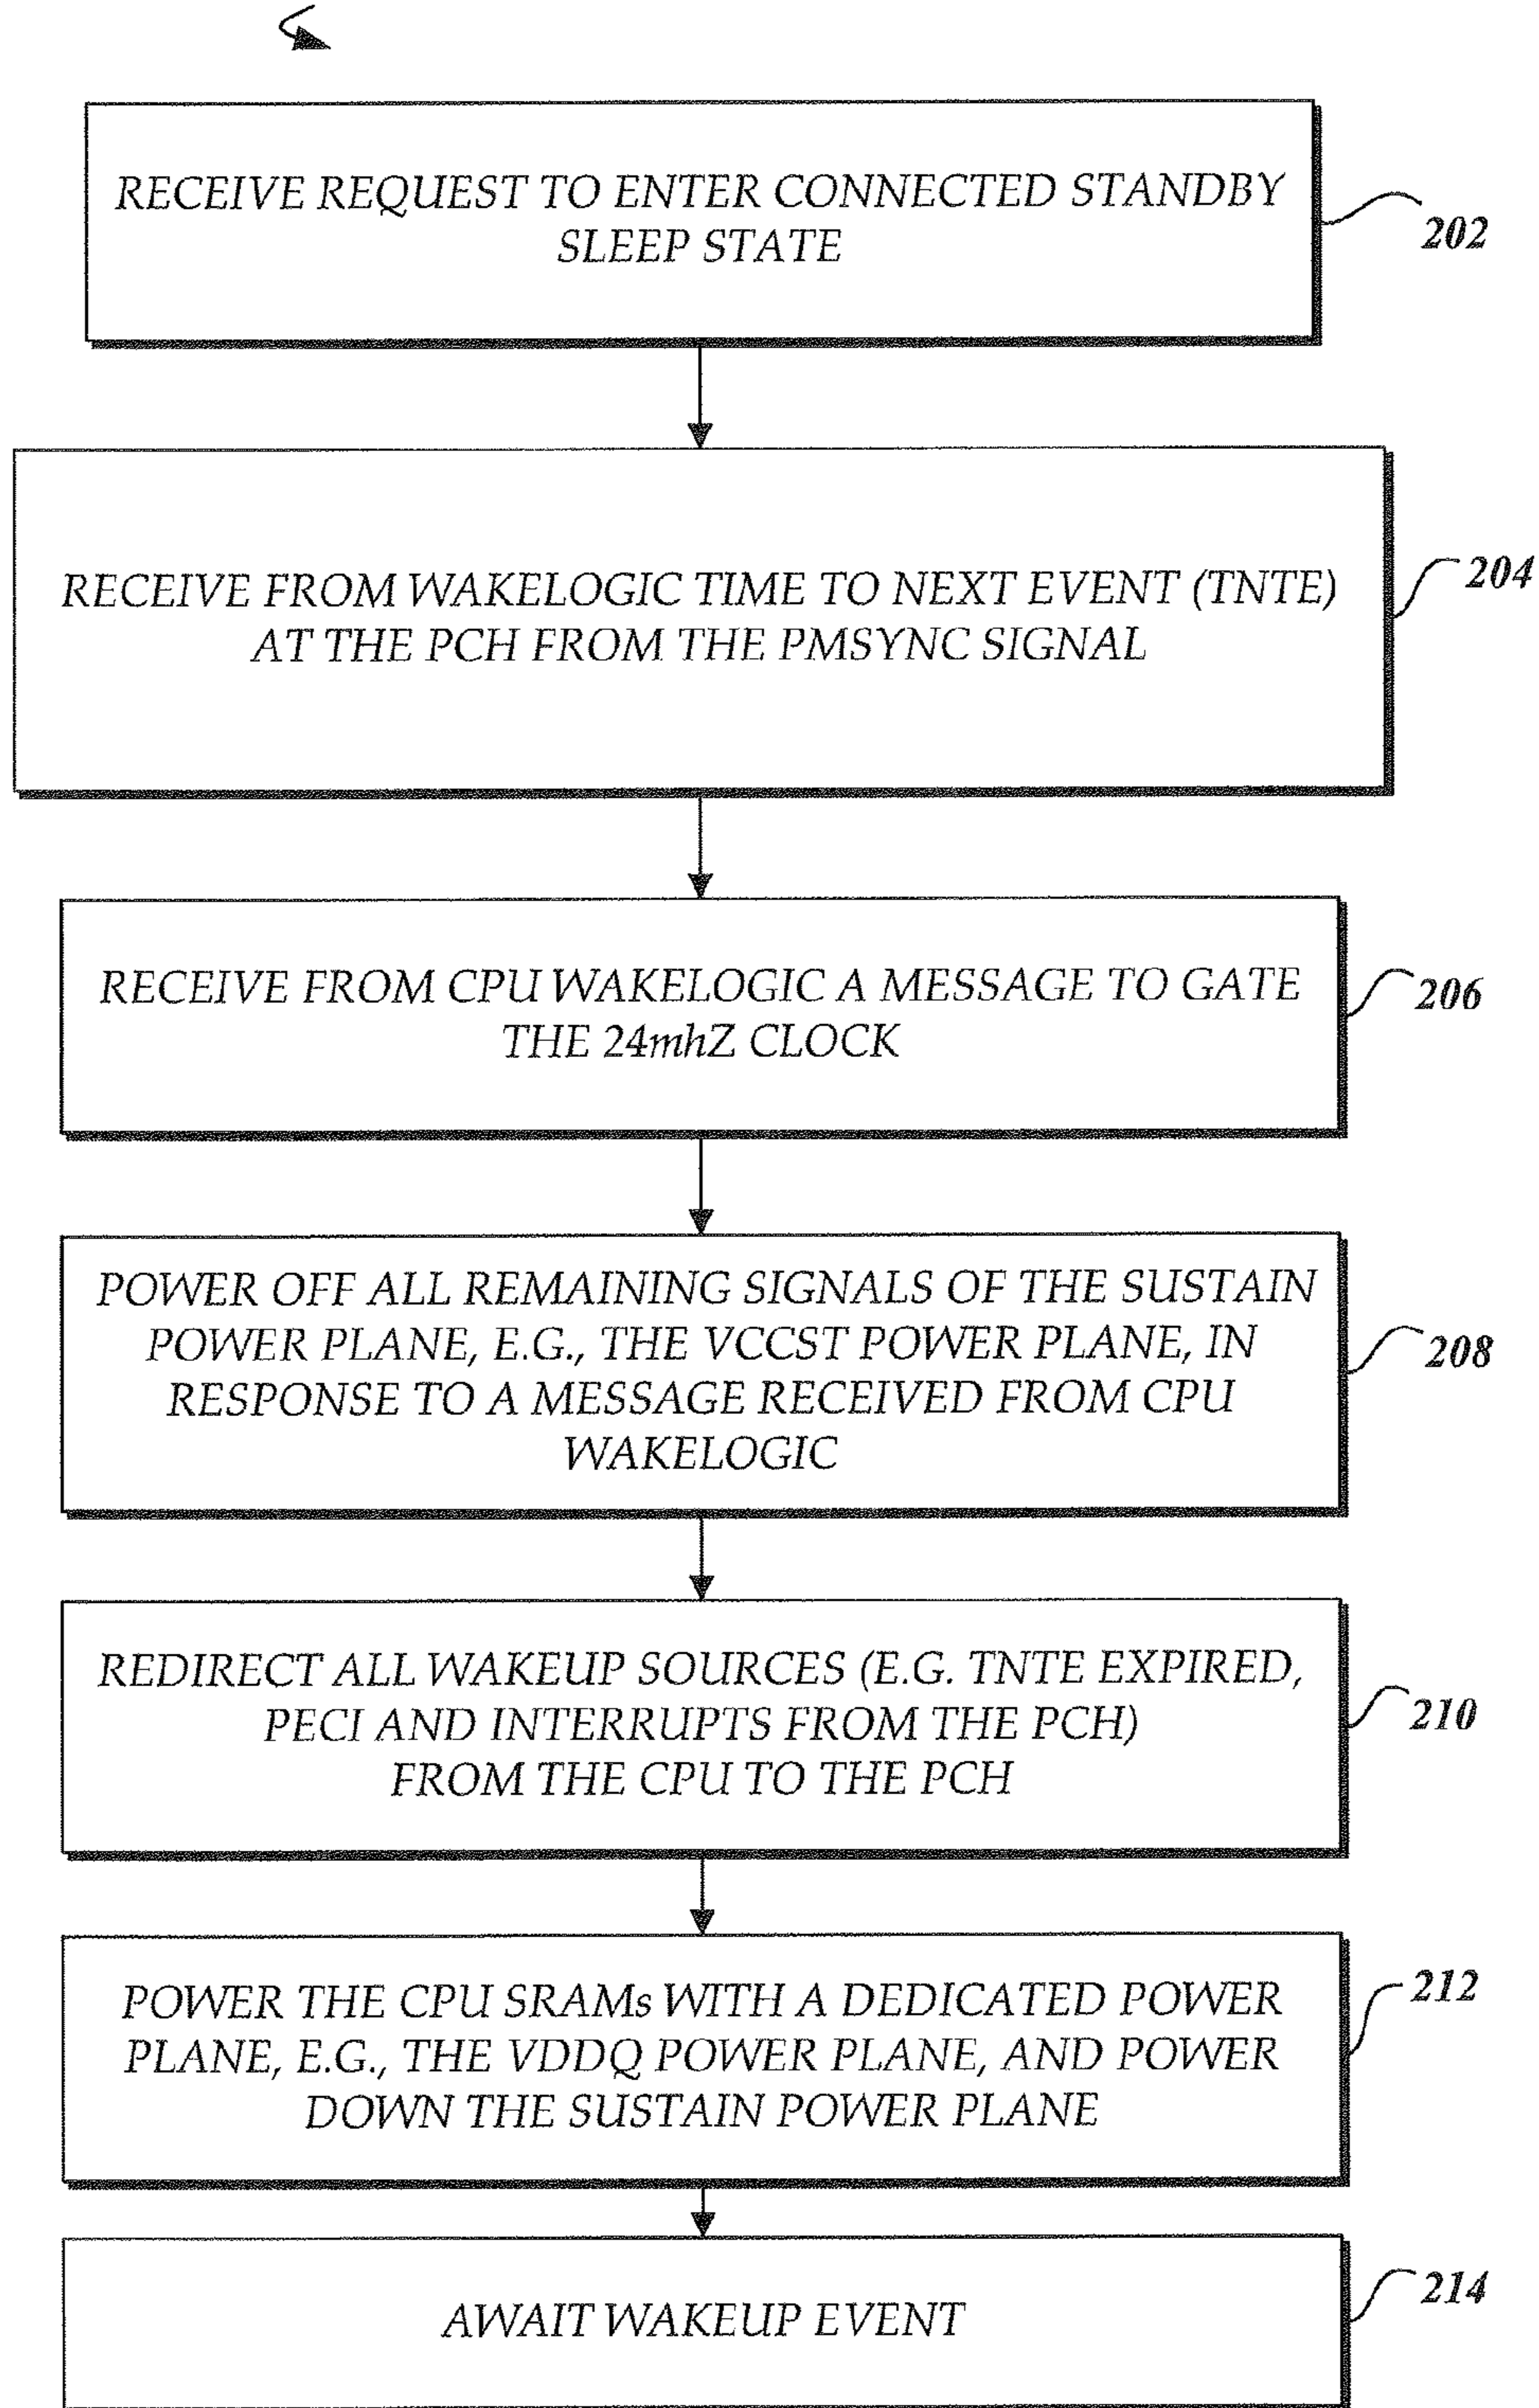 RECEIVE REQUEST TO ENTER CONNECTED STANDBY
SLEEP STATE
202
RECEIVE FROM WAKELOGIC TIME TO NEXT EVENT (TNTE)
AT THE PCH FROM THE PMSYNC SIGNAL
204
RECEIVE FROM CPU WAKELOGIC A MESSAGE TO GATE
THE 24mhZ CLOCK
206
POWER OFF ALL REMAINING SIGNALS OF THE SUSTAIN
POWER PLANE, E.G., THE VCCST POWER PLANE, IN
RESPONSE TO A MESSAGE RECEIVED FROM CPU
WAKELOGIC
208
REDIRECT ALL WAKEUP SOURCES (E.G. TNTE EXPIRED,
PECI AND INTERRUPTS FROM THE PCH)
FROM THE CPU TO THE PCH
210
POWER THE CPU SRAMs WITH A DEDICATED POWER
PLANE, E.G., THE VDDQ POWER PLANE, AND POWER
DOWN THE SUSTAIN POWER PLANE
212
AWAIT WAKEUP EVENT
214